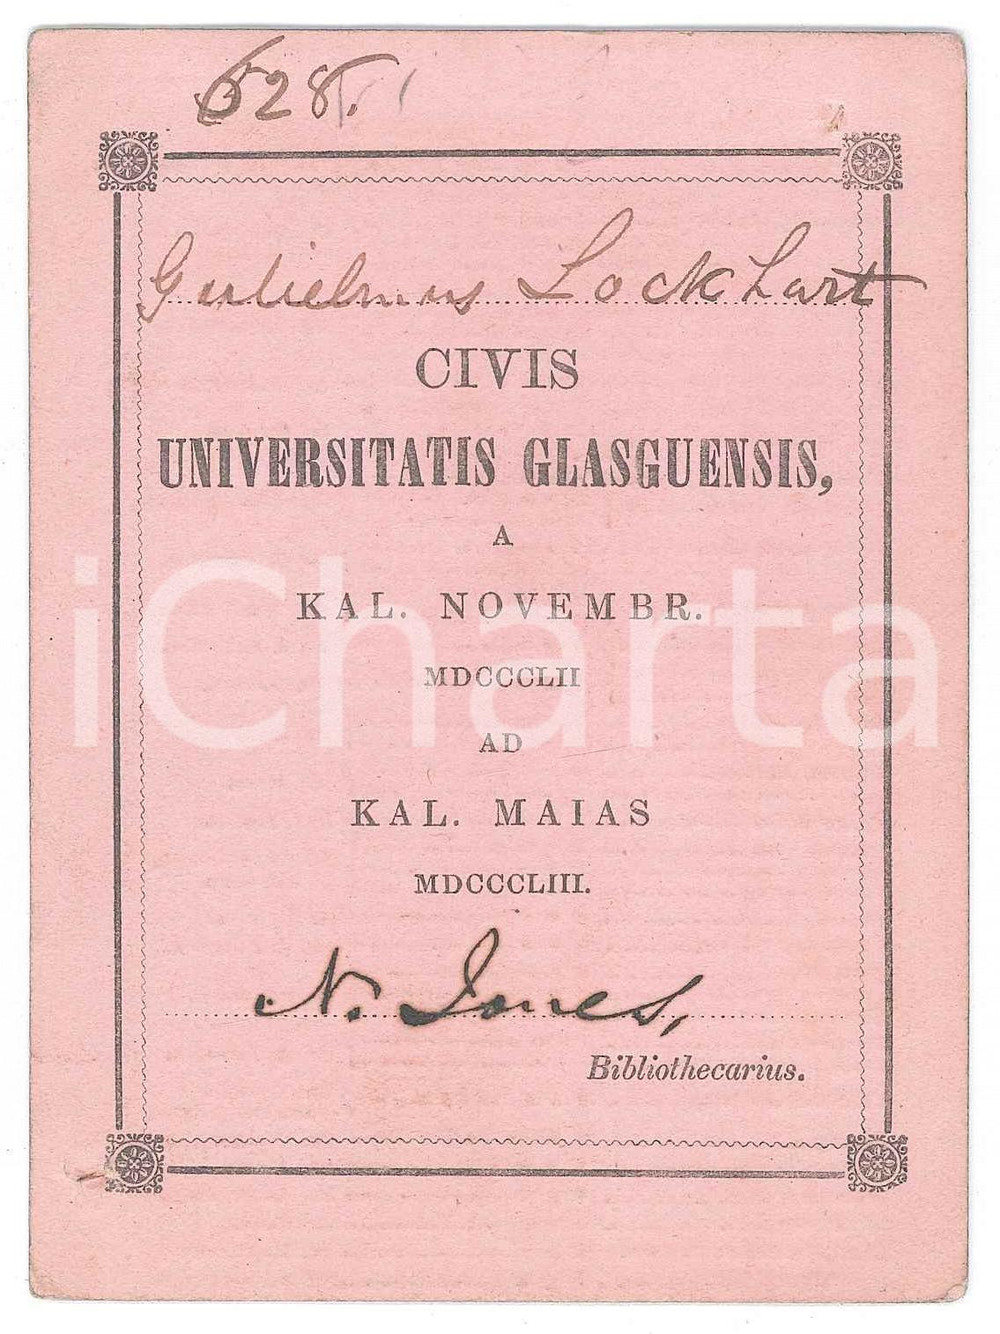 528.
Gulielmus Lockhart
CIVIS
UNIVERSITATIS GLASGUENSIS,
A
KAL. NOVEMBR.
MDCCCLII
AD
KAL. MAIAS
MDCCCLIII.
N. Jones,
Bibliothecarius.
iCharta